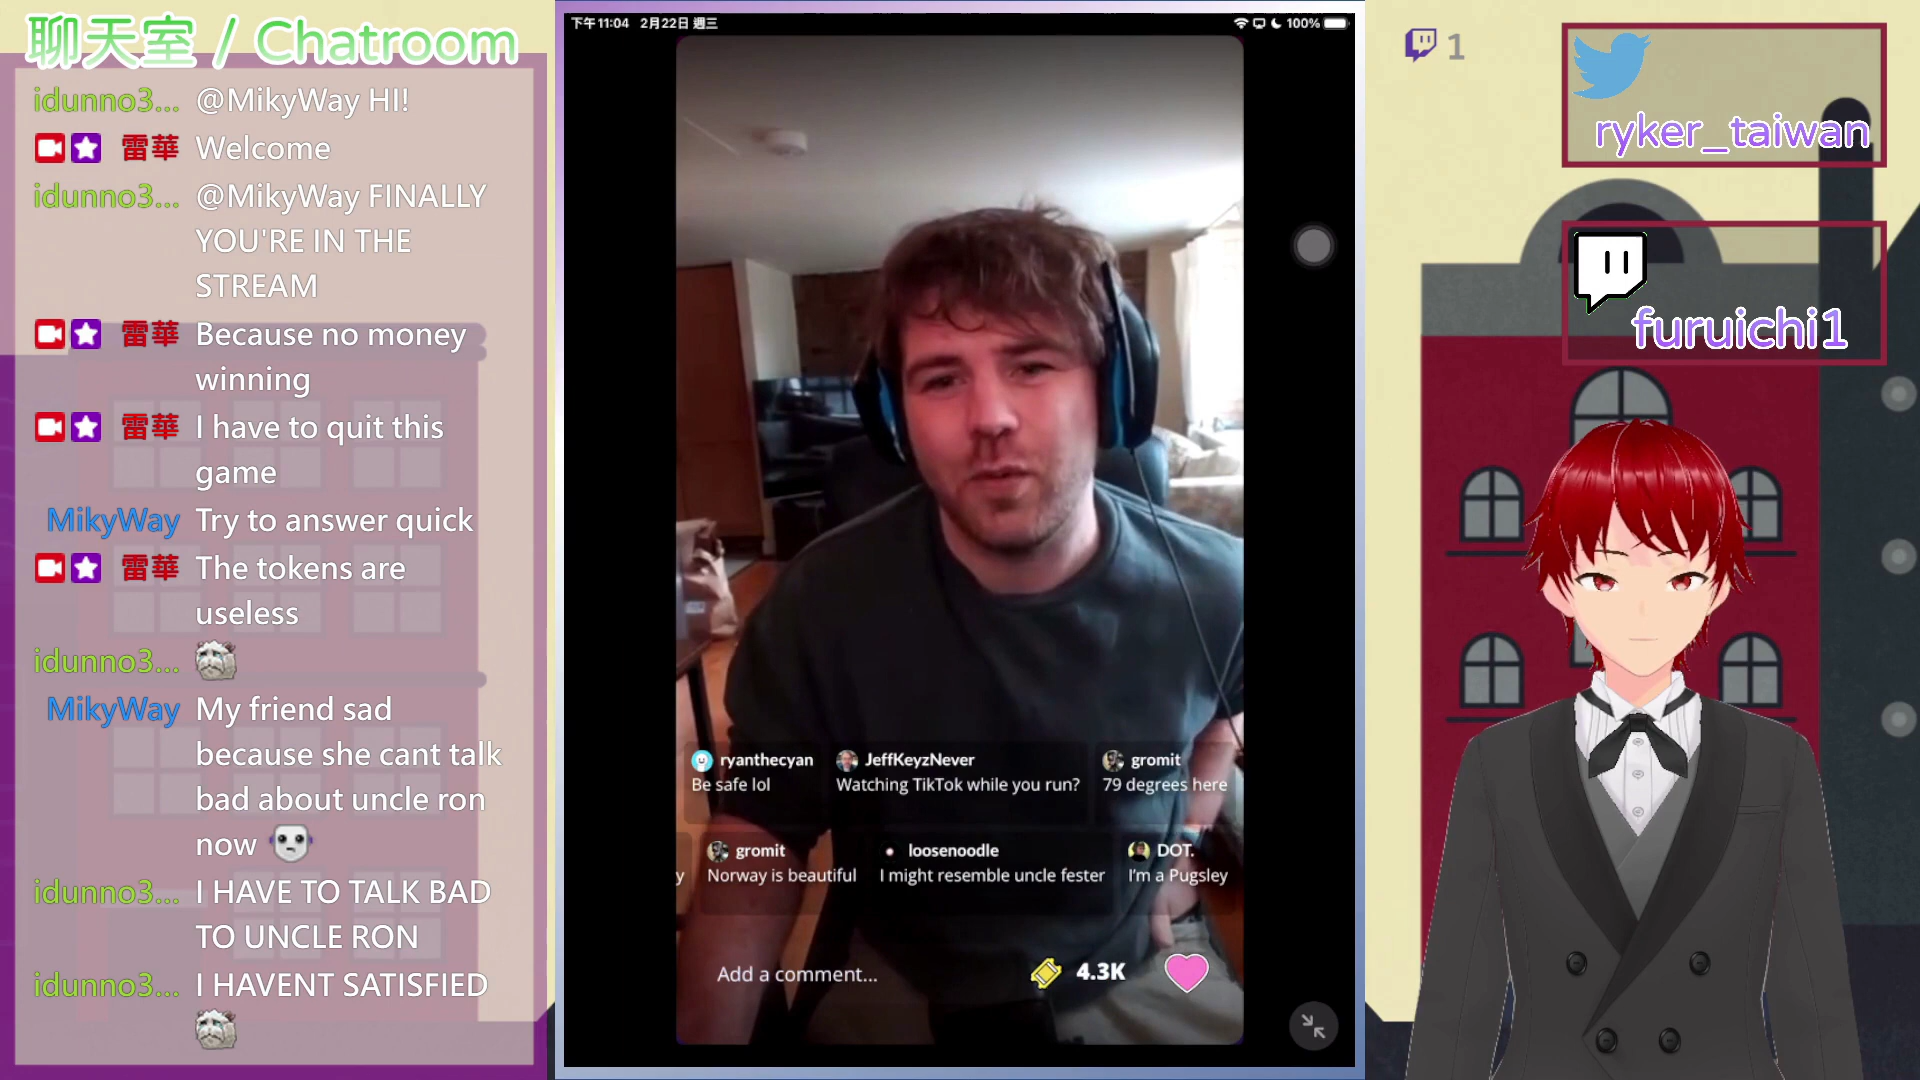 聊天室 / Chatroom
idunno3... @MikyWay HI!
雷華 Welcome
idunno3... @MikyWay FINALLY
YOU'RE IN THE
STREAM
雷華 Because no money
winning
雷華 I have to quit this
game
MikyWay Try to answer quick
雷華 The tokens are
useless
idunno3...
MikyWay My friend sad
because she cant talk
bad about uncle ron
now
idunno3... I HAVE TO TALK BAD
TO UNCLE RON
idunno3... I HAVENT SATISFIED
下午11:04 2月22日 週三
100%
ryanthecyan
Be safe lol
JeffKeyzNever
Watching TikTok while you run?
gromit
79 degrees here
y
gromit
Norway is beautiful
loosenoodle
I might resemble uncle fester
DOT.
I'm a Pugsley
Add a comment...
4.3K
1
ryker_taiwan
furuichi1